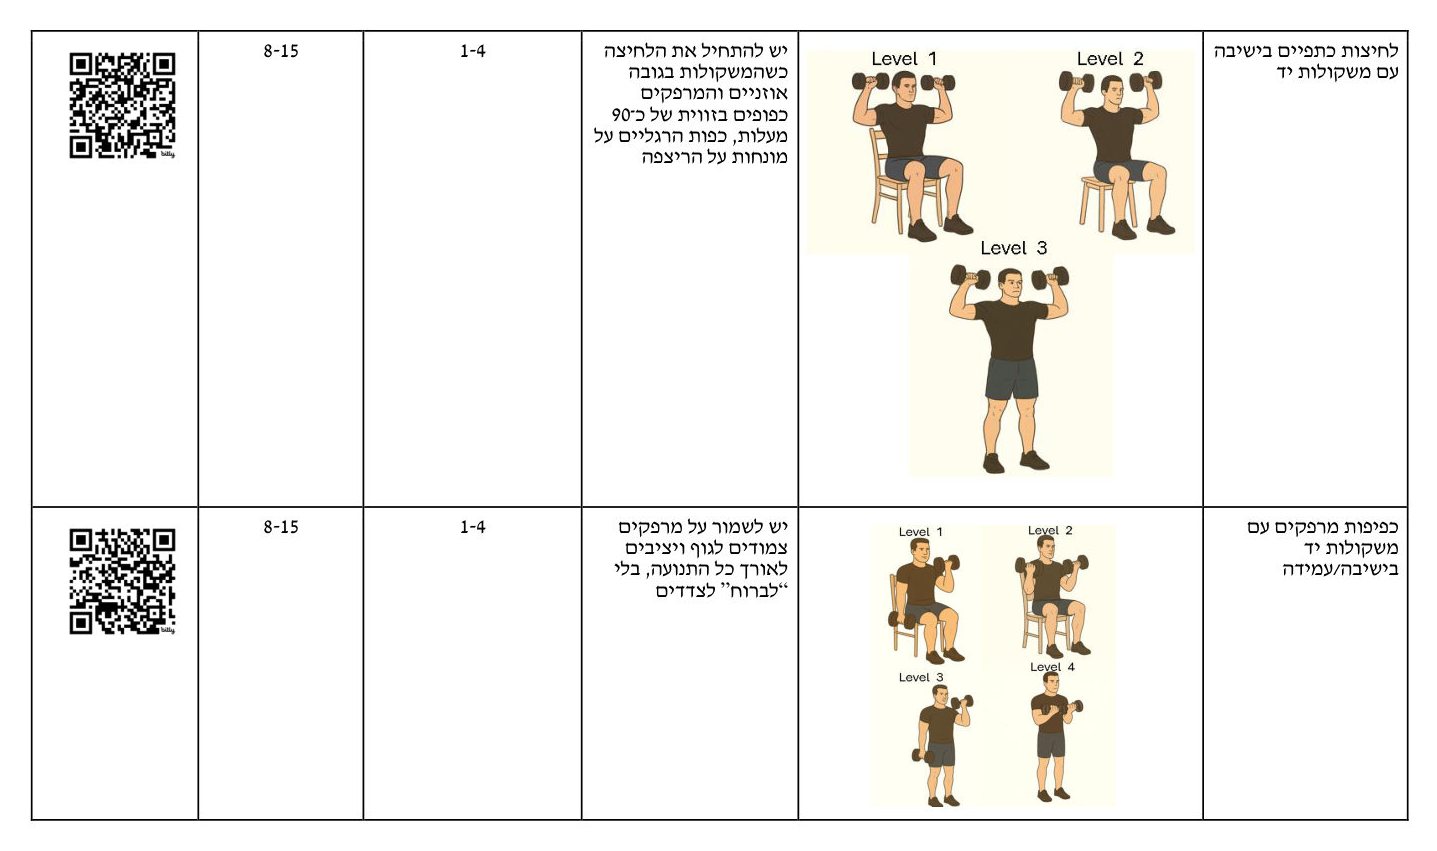 לחיצות כתפיים בישיבה
עם משקולות יד
Level 1
Level 2
Level 3
יש להתחיל את הלחיצה
כשהמשקולות בגובה
אוזניים והמרפקים
כפופים בזווית של כ־90
מעלות, כפות הרגליים על
מונחות על הריצפה
1-4
8-15
billy
כפיפות מרפקים עם
משקולות יד
בישיבה/עמידה
Level 1
Level 2
Level 3
Level 4
יש לשמור על מרפקים
צמודים לגוף ויציבים
לאורך כל התנועה, בלי
“לברוח” לצדדים
1-4
8-15
billy